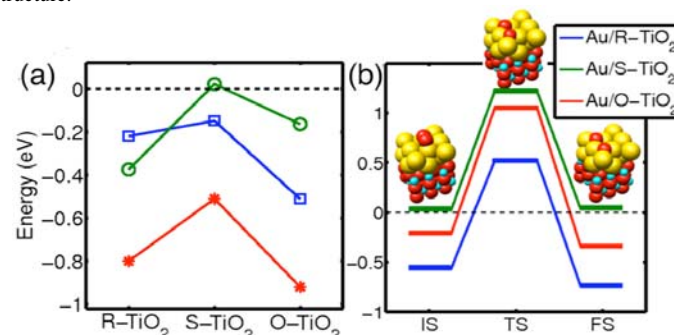 structure.
(a)
0
-0.2
-0.4
-0.6
-0.8
-1
Energy (eV)
R-TiO2
S-TiO2
O-TiO2
(b)
Au/R-TiO2
Au/S-TiO2
Au/O-TiO2
1
0.5
0
-0.5
-1
IS
TS
FS